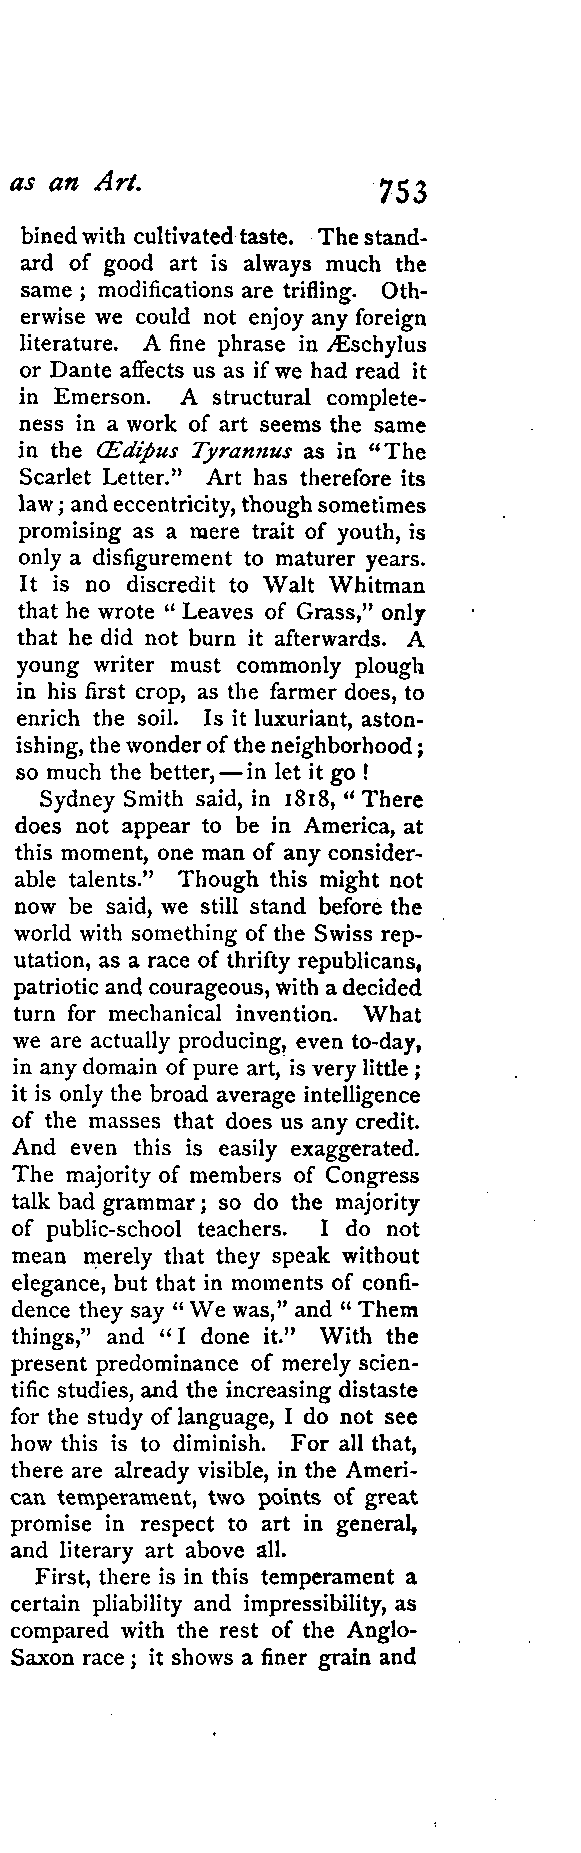 as an Art. 753
bined with cultivated taste. The stand-
ard of good art is always much the
same ; modifications are trifling. Oth-
erwise we could not enjoy any foreign
literature. A fine phrase in Æschylus
or Dante affects us as if we had read it
in Emerson. A structural complete-
ness in a work of art seems the same
in the Œdipus Tyrannus as in “The
Scarlet Letter.” Art has therefore its
law ; and eccentricity, though sometimes
promising as a mere trait of youth, is
only a disfigurement to maturer years.
It is no discredit to Walt Whitman
that he wrote “ Leaves of Grass,” only
that he did not burn it afterwards. A
young writer must commonly plough
in his first crop, as the farmer does, to
enrich the soil. Is it luxuriant, aston-
ishing, the wonder of the neighborhood ;
so much the better, — in let it go !
Sydney Smith said, in 1818, “ There
does not appear to be in America, at
this moment, one man of any consider-
able talents.” Though this might not
now be said, we still stand before the
world with something of the Swiss rep-
utation, as a race of thrifty republicans,
patriotic and courageous, with a decided
turn for mechanical invention. What
we are actually producing, even to-day,
in any domain of pure art, is very little ;
it is only the broad average intelligence
of the masses that does us any credit.
And even this is easily exaggerated.
The majority of members of Congress
talk bad grammar ; so do the majority
of public-school teachers. I do not
mean merely that they speak without
elegance, but that in moments of confi-
dence they say “ We was,” and “ Them
things,” and “ I done it.” With the
present predominance of merely scien-
tific studies, and the increasing distaste
for the study of language, I do not see
how this is to diminish. For all that,
there are already visible, in the Ameri-
can temperament, two points of great
promise in respect to art in general,
and literary art above all.
First, there is in this temperament a
certain pliability and impressibility, as
compared with the rest of the Anglo-
Saxon race ; it shows a finer grain and